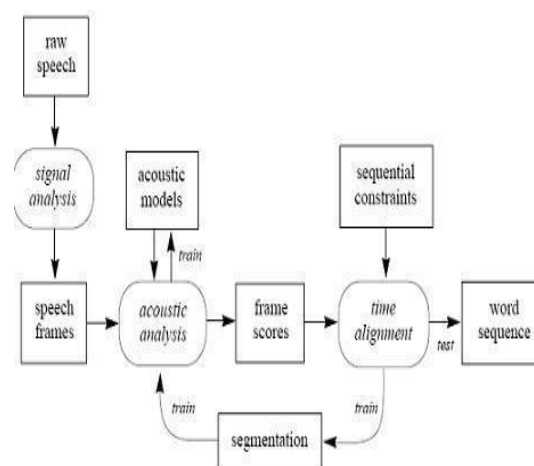 raw
speech
signal
analysis
acoustic
models
sequential
constraints
train
speech
frames
acoustic
analysis
frame
scores
time
alignment
test
word
sequence
train
train
segmentation